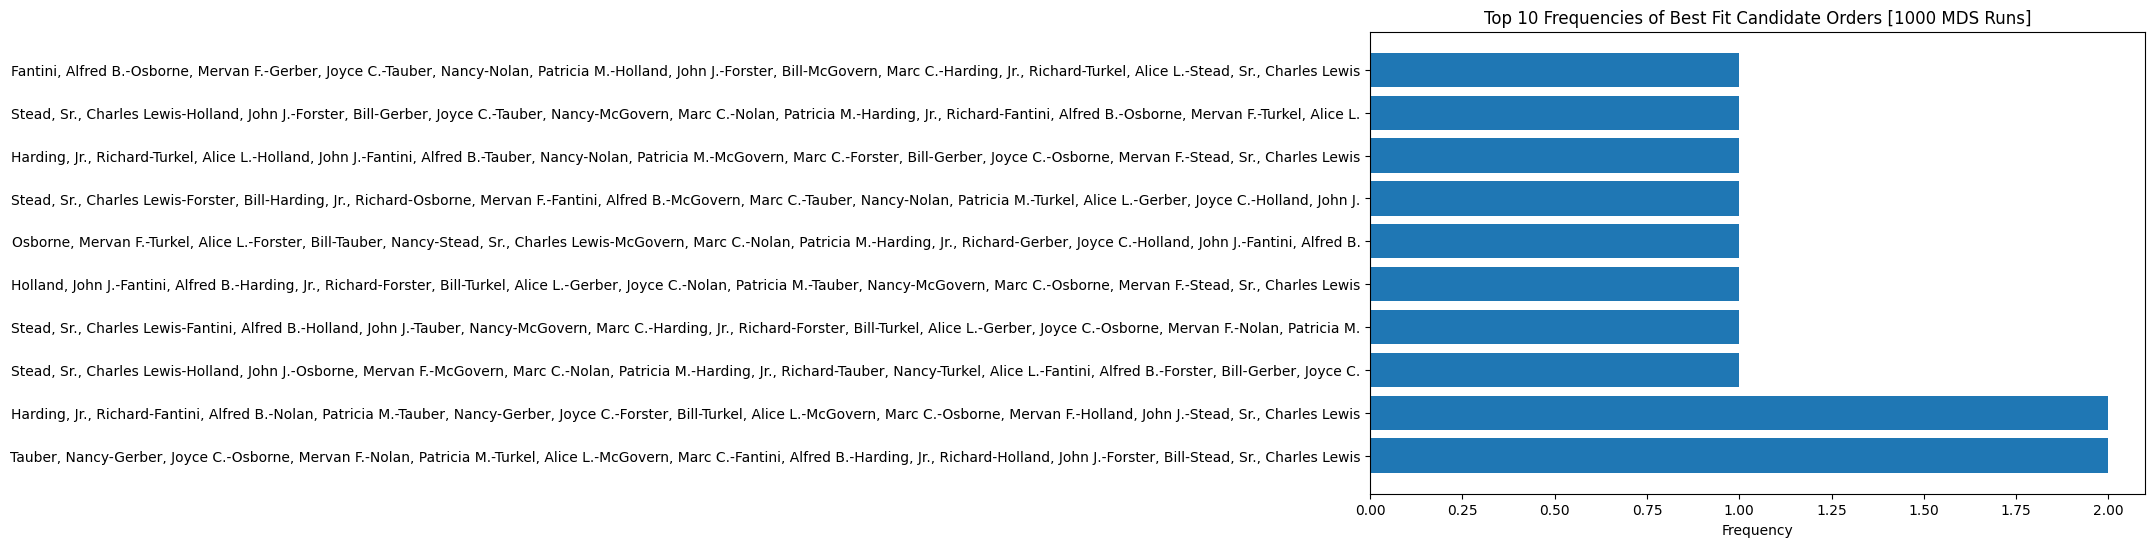 Top 10 Frequencies of Best Fit Candidate Orders [1000 MDS Runs]
Fantini, Alfred B.-Osborne, Mervan F.-Gerber, Joyce C.-Tauber, Nancy-Nolan, Patricia M.-Holland, John J.-Forster, Bill-McGovern, Marc C.-Harding, Jr., Richard-Turkel, Alice L.-Stead, Sr., Charles Lewis
Stead, Sr., Charles Lewis-Holland, John J.-Forster, Bill-Gerber, Joyce C.-Tauber, Nancy-McGovern, Marc C.-Nolan, Patricia M.-Harding, Jr., Richard-Fantini, Alfred B.-Osborne, Mervan F.-Turkel, Alice L.
Harding, Jr., Richard-Turkel, Alice L.-Holland, John J.-Fantini, Alfred B.-Tauber, Nancy-Nolan, Patricia M.-McGovern, Marc C.-Forster, Bill-Gerber, Joyce C.-Osborne, Mervan F.-Stead, Sr., Charles Lewis
Stead, Sr., Charles Lewis-Forster, Bill-Harding, Jr., Richard-Osborne, Mervan F.-Fantini, Alfred B.-McGovern, Marc C.-Tauber, Nancy-Nolan, Patricia M.-Turkel, Alice L.-Gerber, Joyce C.-Holland, John J.
Osborne, Mervan F.-Turkel, Alice L.-Forster, Bill-Tauber, Nancy-Stead, Sr., Charles Lewis-McGovern, Marc C.-Nolan, Patricia M.-Harding, Jr., Richard-Gerber, Joyce C.-Holland, John J.-Fantini, Alfred B.
Holland, John J.-Fantini, Alfred B.-Harding, Jr., Richard-Forster, Bill-Turkel, Alice L.-Gerber, Joyce C.-Nolan, Patricia M.-Tauber, Nancy-McGovern, Marc C.-Osborne, Mervan F.-Stead, Sr., Charles Lewis
Stead, Sr., Charles Lewis-Fantini, Alfred B.-Holland, John J.-Tauber, Nancy-McGovern, Marc C.-Harding, Jr., Richard-Forster, Bill-Turkel, Alice L.-Gerber, Joyce C.-Osborne, Mervan F.-Nolan, Patricia M.
Stead, Sr., Charles Lewis-Holland, John J.-Osborne, Mervan F.-McGovern, Marc C.-Nolan, Patricia M.-Harding, Jr., Richard-Tauber, Nancy-Turkel, Alice L.-Fantini, Alfred B.-Forster, Bill-Gerber, Joyce C.
Harding, Jr., Richard-Fantini, Alfred B.-Nolan, Patricia M.-Tauber, Nancy-Gerber, Joyce C.-Forster, Bill-Turkel, Alice L.-McGovern, Marc C.-Osborne, Mervan F.-Holland, John J.-Stead, Sr., Charles Lewis
Tauber, Nancy-Gerber, Joyce C.-Osborne, Mervan F.-Nolan, Patricia M.-Turkel, Alice L.-McGovern, Marc C.-Fantini, Alfred B.-Harding, Jr., Richard-Holland, John J.-Forster, Bill-Stead, Sr., Charles Lewis
0.00 0.25 0.50 0.75 1.00 1.25 1.50 1.75 2.00
Frequency